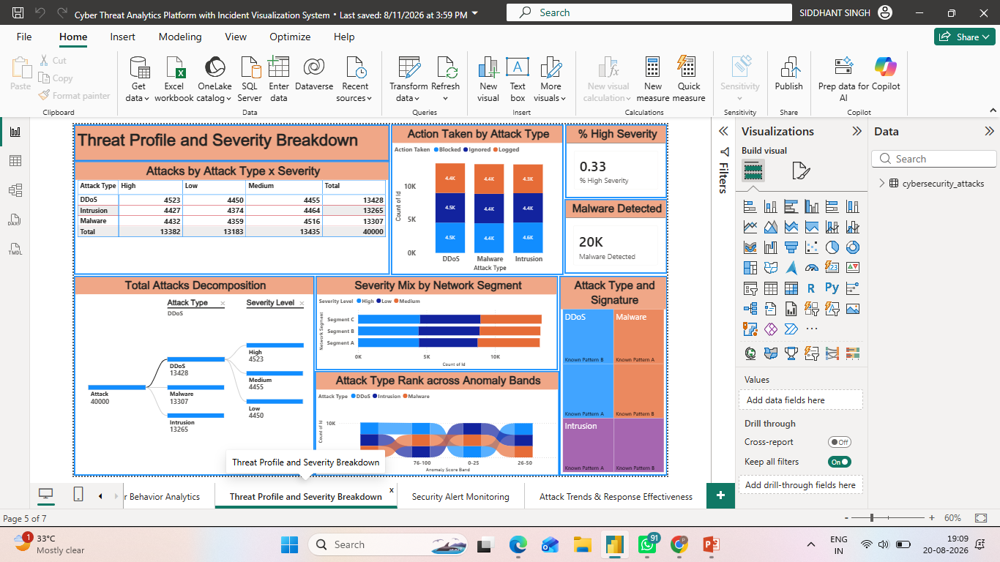 Cyber Threat Analytics Platform with Incident Visualization System • Last saved: 8/11/2026 at 3:59 PM
Search
SIDDHANT SINGH
File Home Insert Modeling View Optimize Help
Share
Paste
Cut
Copy
Format painter
Get data
Excel workbook
OneLake catalog
SQL Server
Enter data
Dataverse
Recent sources
Transform data
Refresh
New visual
Text box
More visuals
New visual calculation
New measure
Quick measure
Sensitivity
Publish
Prep data for AI
Copilot
Clipboard Data Queries Insert Calculations Sensitivity Share Copilot
Threat Profile and Severity Breakdown
Attacks by Attack Type x Severity
Attack Type High Low Medium Total
DDoS 4523 4450 4455 13428
Intrusion 4427 4374 4464 13265
Malware 4432 4359 4516 13307
Total 13382 13183 13435 40000
Action Taken by Attack Type
Action Taken Blocked Ignored Logged
Count of Id
10K
5K
0K
4.4K 4.4K 4.3K
4.5K 4.4K 4.4K
4.5K 4.4K 4.6K
DDoS Malware Intrusion
Attack Type
% High Severity
0.33
% High Severity
Malware Detected
20K
Malware Detected
Total Attacks Decomposition
Attack Type Severity Level
DDoS
Attack
40000
DDoS
13428
Malware
13307
Intrusion
13265
High
4523
Medium
4455
Low
4450
Severity Mix by Network Segment
Severity Level High Low Medium
Network Segment
Segment C
Segment B
Segment A
0K 5K 10K
Count of Id
Attack Type Rank across Anomaly Bands
Attack Type DDoS Intrusion Malware
Count of Id
10K
76-100 0-25 26-50
Anomaly Score Band
Attack Type and Signature
DDoS Malware
Known Pattern B Known Pattern A
Known Pattern A Known Pattern B
Intrusion
Known Pattern A Known Pattern B
Threat Profile and Severity Breakdown
Filters
Visualizations
Build visual
123
R Py
Values
Add data fields here
Drill through
Cross-report Off
Keep all filters On
Add drill-through fields here
Data
Search
cybersecurity_attacks
DAX
TMDL
r Behavior Analytics
Threat Profile and Severity Breakdown
x
Security Alert Monitoring
Attack Trends & Response Effectiveness
+
Page 5 of 7
- + 60%
1
33°C
Mostly clear
Search
91
ENG
IN
19:09
20-08-2026